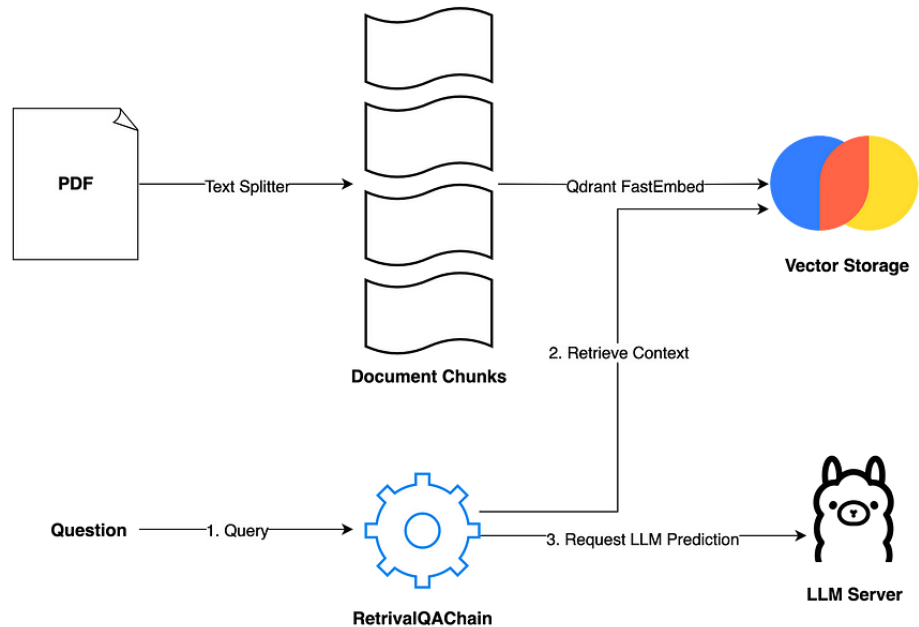 PDF
Text Splitter
Qdrant FastEmbed
Vector Storage
Document Chunks
2. Retrieve Context
Question
1. Query
3. Request LLM Prediction
RetrivalQAChain
LLM Server